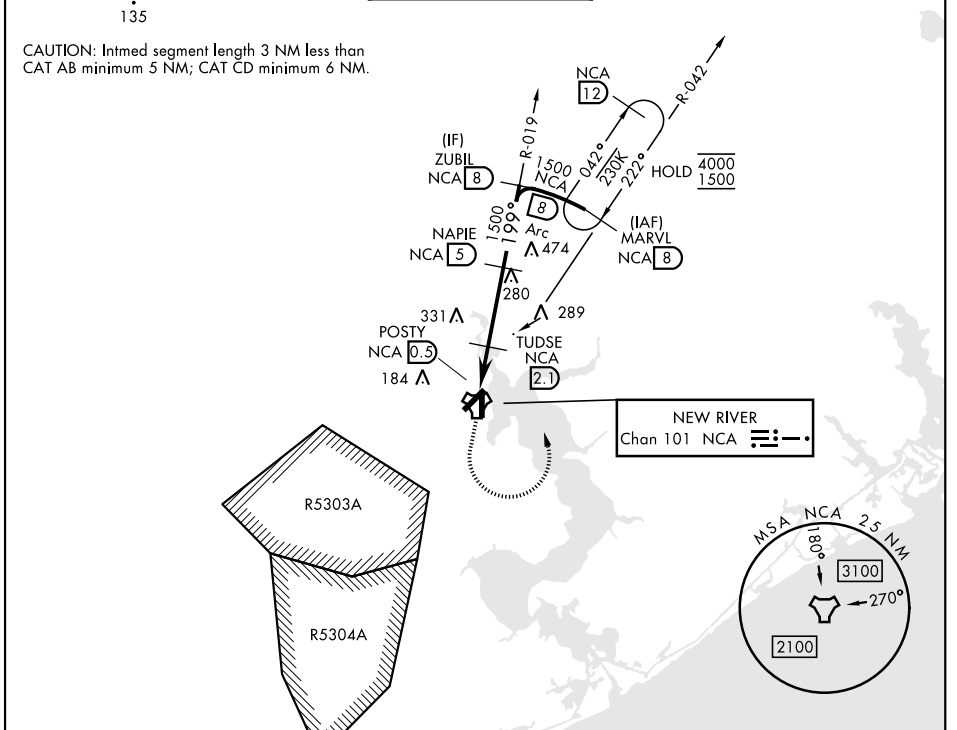 135
CAUTION: Intmed segment length 3 NM less than
CAT AB minimum 5 NM; CAT CD minimum 6 NM.
NCA
12
R-042
R-019
(IF)
ZUBIL
NCA 8
1500
NCA
8
Arc
042°
230K
222°
HOLD 4000
1500
(IAF)
MARVL
NCA 8
1500
199°
NAPIE
NCA 5
474
280
331
289
POSTY
NCA 0.5
TUDSE
NCA
2.1
184
NEW RIVER
Chan 101 NCA
R5303A
R5304A
MSA NCA 25 NM
180°
3100
270°
2100